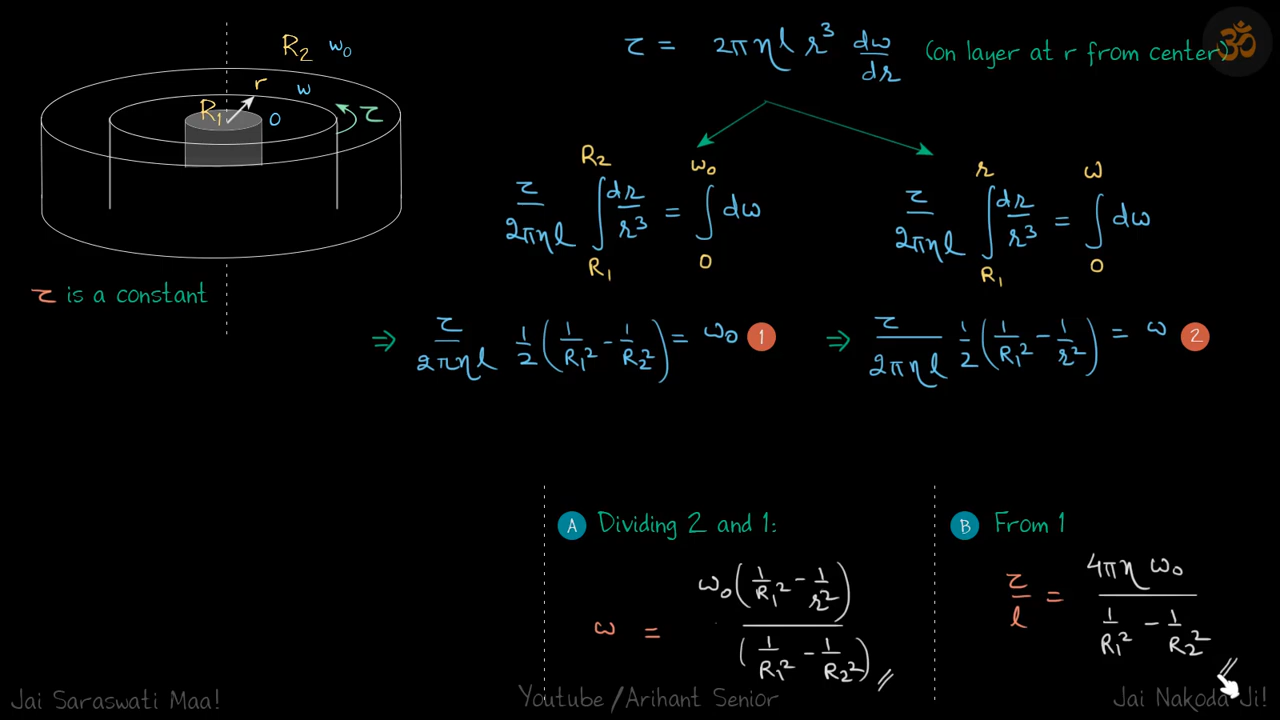 R₂ ω₀
r ω
R₁ 0 τ
τ is a constant
τ = 2πηl r³ dω/dr (on layer at r from center)
ॐ
τ/2πηl ∫_{R₁}^{R₂} dr/r³ = ∫_0^{ω₀} dω
τ/2πηl ∫_{R₁}^{r} dr/r³ = ∫_0^{ω} dω
⇒ τ/2πηl 1/2 (1/R₁² - 1/R₂²) = ω₀ 1
⇒ τ/2πηl 1/2 (1/R₁² - 1/r²) = ω 2
A Dividing 2 and 1:
ω = ω₀(1/R₁² - 1/r²)/(1/R₁² - 1/R₂²) //
B From 1
τ/l = 4πη ω₀/(1/R₁² - 1/R₂²) //
Jai Saraswati Maa!
Youtube /Arihant Senior
Jai Nakoda Ji!